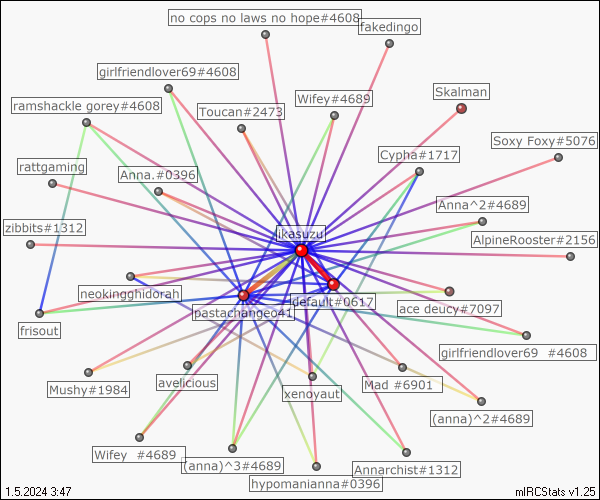 no cops no laws no hope#4608
fakedingo
girlfriendlover69#4608
Skalman
ramshackle gorey#4608
Wifey#4689
Toucan#2473
Soxy Foxy#5076
Cypha#1717
rattgaming
Anna.#0396
Anna^2#4689
zibbits#1312
ikasuzu
AlpineRooster#2156
neokingghidorah
default#0617
ace deucy#7097
pastachangeo41
frisout
girlfriendlover69 #4608
Mushy#1984
avelicious
Mad #6901
xenoyaut
(anna)^2#4689
Wifey #4689
(anna)^3#4689
Annarchist#1312
hypomanianna#0396
1.5.2024 3:47
mIRCStats v1.25